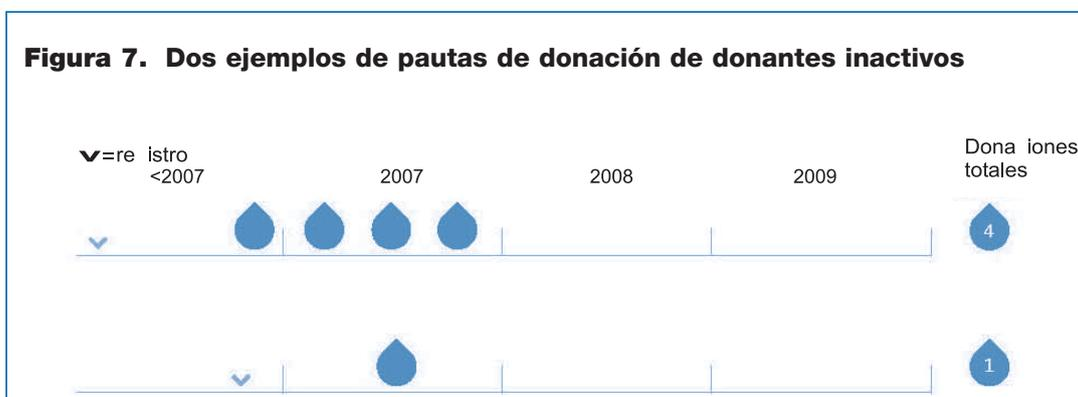 Figura 7. Dos ejemplos de pautas de donación de donantes inactivos
=re istro
Dona iones
totales
<2007 2007 2008 2009
4
1